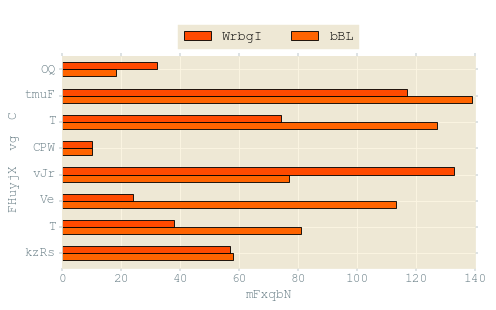 WrbgI bBL
OQ
tmuF
T
CPW
vJr
Ve
T
kzRs
FHuyjX vg C
0 20 40 60 80 100 120 140
mFxqbN